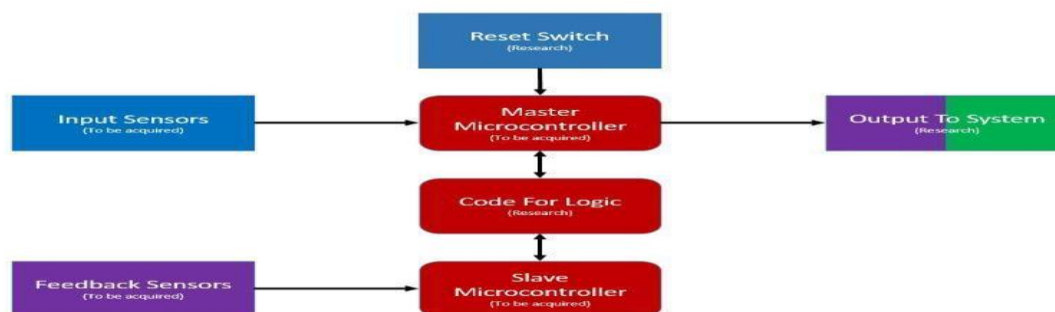 Reset Switch
(Research)
Input Sensors
(To be acquired)
Master
Microcontroller
(To be acquired)
Output To System
(Research)
Code For Logic
(Research)
Feedback Sensors
(To be acquired)
Slave
Microcontroller
(To be acquired)